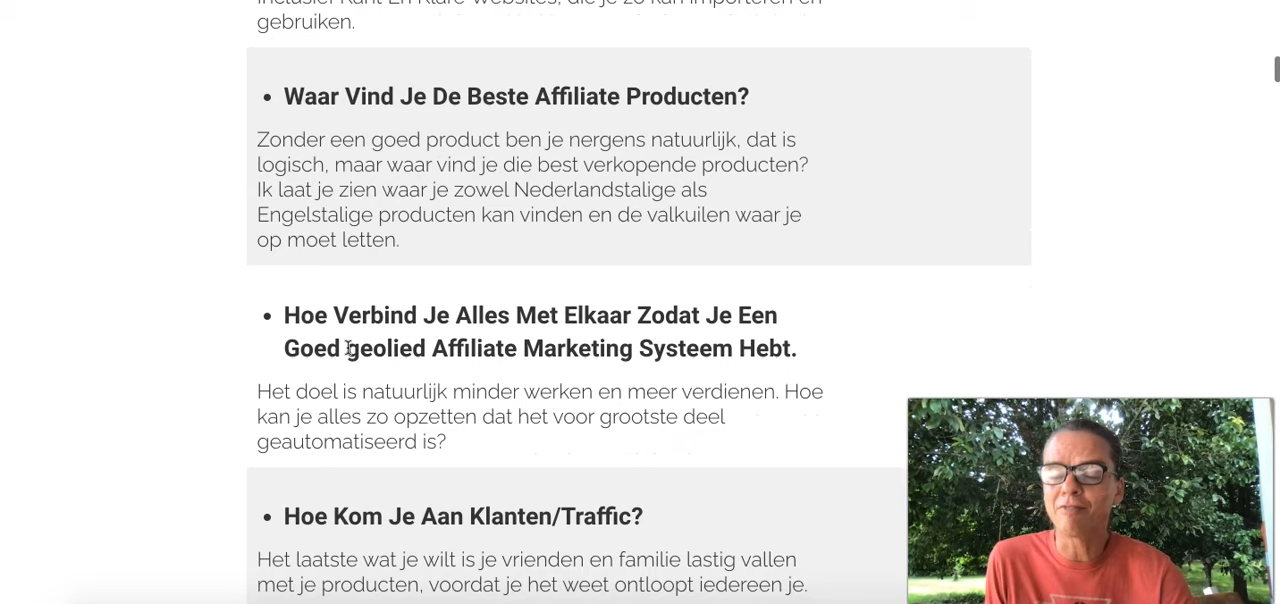 gebruiken.
Waar Vind Je De Beste Affiliate Producten?
Zonder een goed product ben je nergens natuurlijk, dat is
logisch, maar waar vind je die best verkopende producten?
Ik laat je zien waar je zowel Nederlandstalige als
Engelstalige producten kan vinden en de valkuilen waar je
op moet letten.
Hoe Verbind Je Alles Met Elkaar Zodat Je Een
Goed geolied Affiliate Marketing Systeem Hebt.
Het doel is natuurlijk minder werken en meer verdienen. Hoe
kan je alles zo opzetten dat het voor grootste deel
geautomatiseerd is?
Hoe Kom Je Aan Klanten/Traffic?
Het laatste wat je wilt is je vrienden en familie lastig vallen
met je producten, voordat je het weet ontloopt iedereen je.